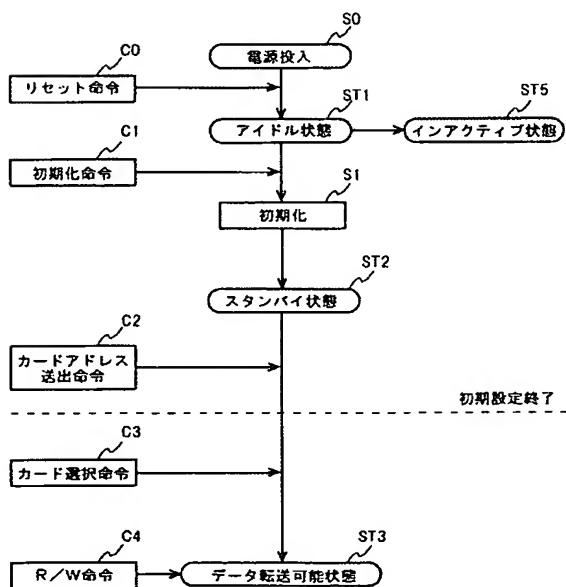 S0
電源投入
C0
リセット命令
ST1
アイドル状態
ST5
インアクティブ状態
C1
初期化命令
S1
初期化
ST2
スタンバイ状態
C2
カードアドレス
送出命令
初期設定終了
C3
カード選択命令
C4
R/W命令
ST3
データ転送可能状態